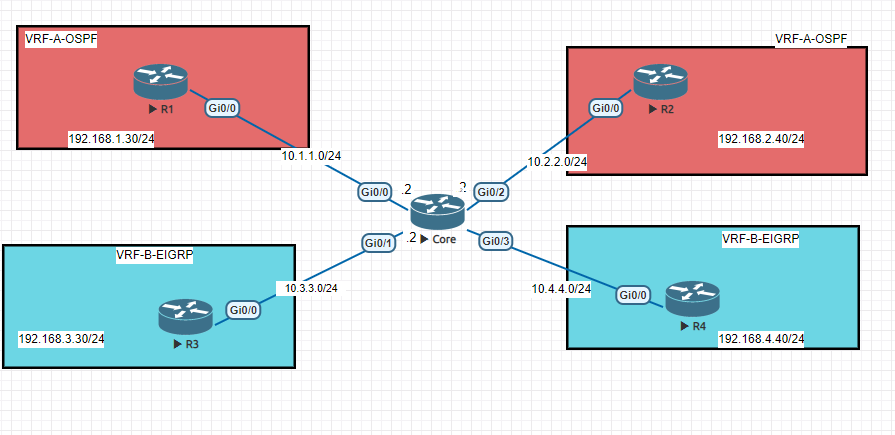 VRF-A-OSPF
R1
Gi0/0
192.168.1.30/24
10.1.1.0/24
VRF-A-OSPF
R2
Gi0/0
192.168.2.40/24
10.2.2.0/24
Gi0/0
.2
.2
Gi0/2
Gi0/1
.2
Core
Gi0/3
VRF-B-EIGRP
10.3.3.0/24
Gi0/0
192.168.3.30/24
R3
VRF-B-EIGRP
10.4.4.0/24
Gi0/0
R4
192.168.4.40/24